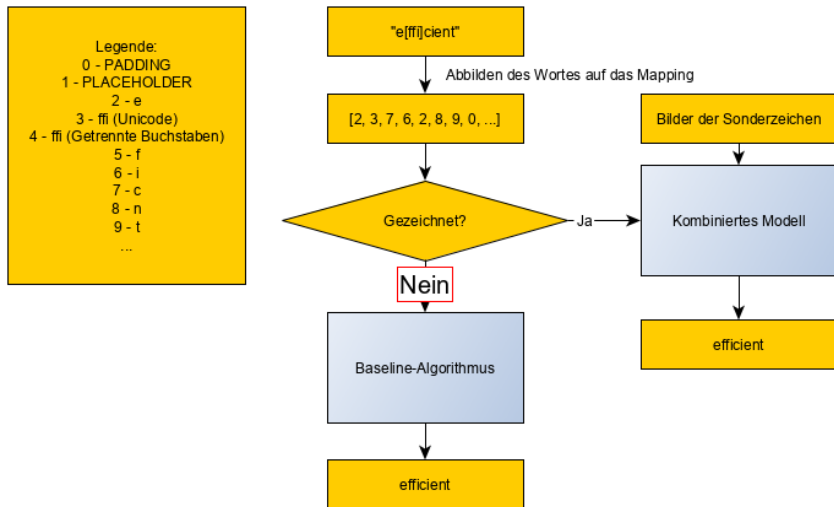 Legende:
0 - PADDING
1 - PLACEHOLDER
2 - e
3 - ffi (Unicode)
4 - ffi (Getrennte Buchstaben)
5 - f
6 - i
7 - c
8 - n
9 - t
...
"e[ffi]cient"
Abbilden des Wortes auf das Mapping
[2, 3, 7, 6, 2, 8, 9, 0, ...]
Bilder der Sonderzeichen
Gezeichnet?
Ja
Kombiniertes Modell
Nein
Baseline-Algorithmus
efficient
efficient